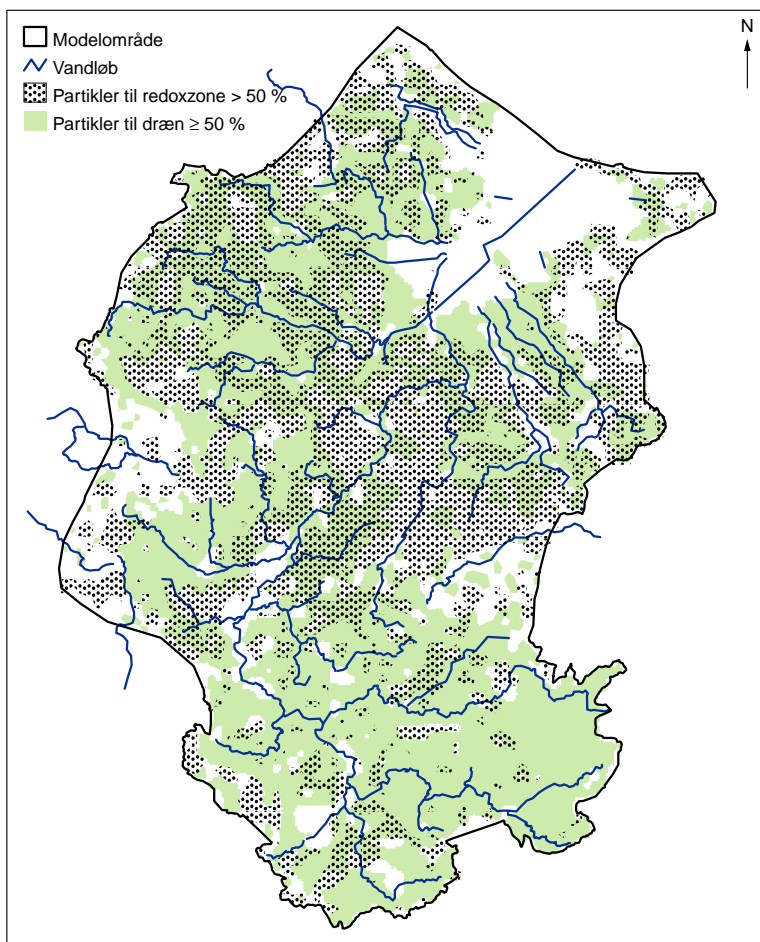 Modelområde
Vandløb
Partikler til redoxzone > 50 %
Partikler til dræn ≥ 50 %
N